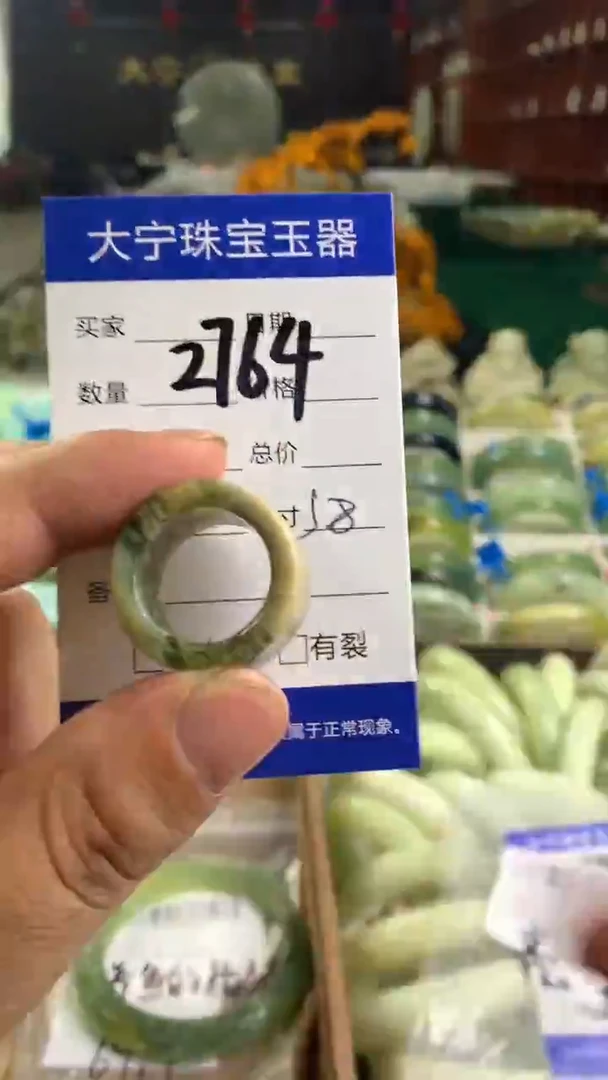 大宁珠宝玉器
买家 日期
2764
数量 格
总价
寸 18
备
有裂
属于正常现象。